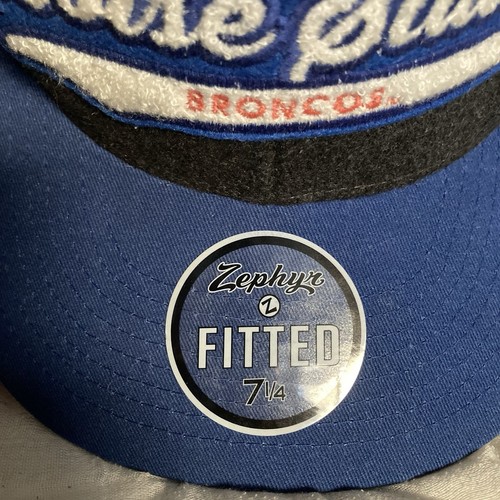 BRONCOS
Zephyr
Z
FITTED
7 1/4